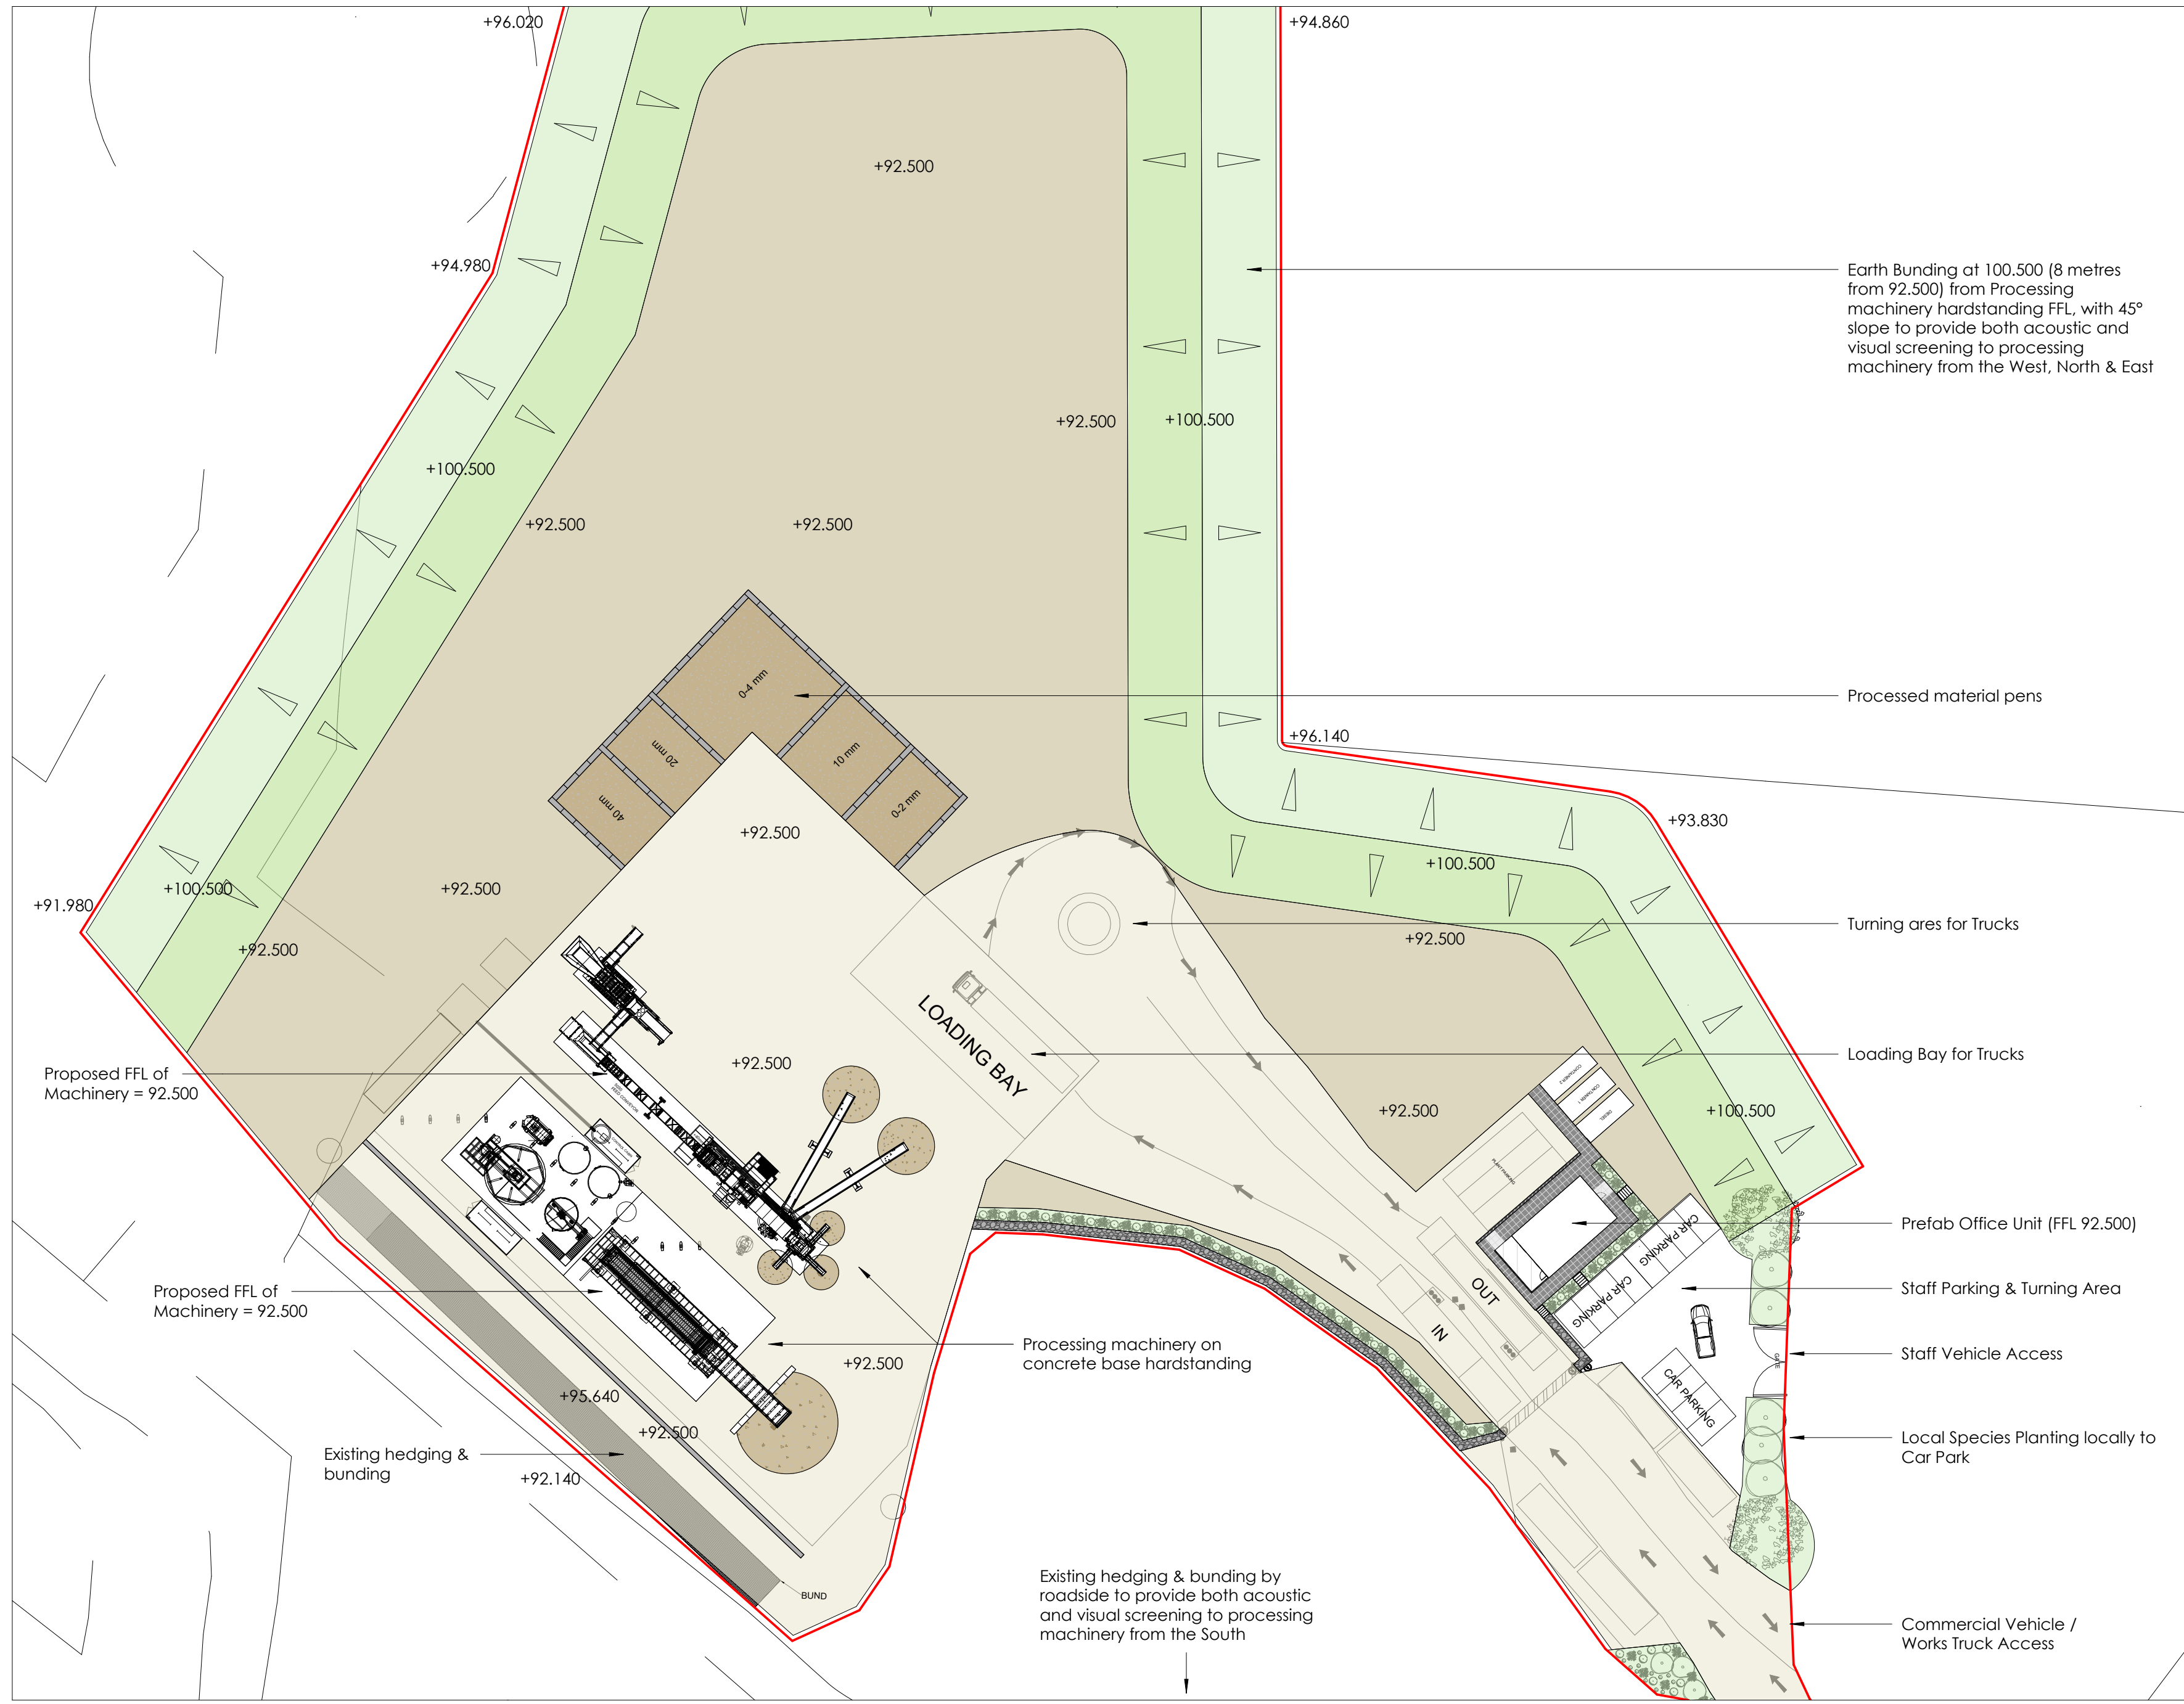 +96.020
+94.860
+92.500
+94.980
Earth Bunding at 100.500 (8 metres
from 92.500) from Processing
machinery hardstanding FFL, with 45°
slope to provide both acoustic and
visual screening to processing
machinery from the West, North & East
+92.500
+100.500
+100.500
+92.500
+92.500
0-4 mm
Processed material pens
20 mm
10 mm
+96.140
40 mm
0-2 mm
+92.500
+93.830
+100.500
+100.500
+92.500
+91.980
+92.500
+92.500
Turning ares for Trucks
LOADING BAY
Loading Bay for Trucks
+92.500
Proposed FFL of
Machinery = 92.500
CONTAINER 2
CONTAINER 1
DIESEL
+92.500
+100.500
PLANT PARKING
Prefab Office Unit (FFL 92.500)
CAR PARKING
CAR PARKING
Staff Parking & Turning Area
OUT
IN
Proposed FFL of
Machinery = 92.500
Processing machinery on
concrete base hardstanding
+92.500
GATE
Staff Vehicle Access
CAR PARKING
+95.640
+92.500
Existing hedging &
bunding
+92.140
Local Species Planting locally to
Car Park
BUND
Existing hedging & bunding by
roadside to provide both acoustic
and visual screening to processing
machinery from the South
Commercial Vehicle /
Works Truck Access